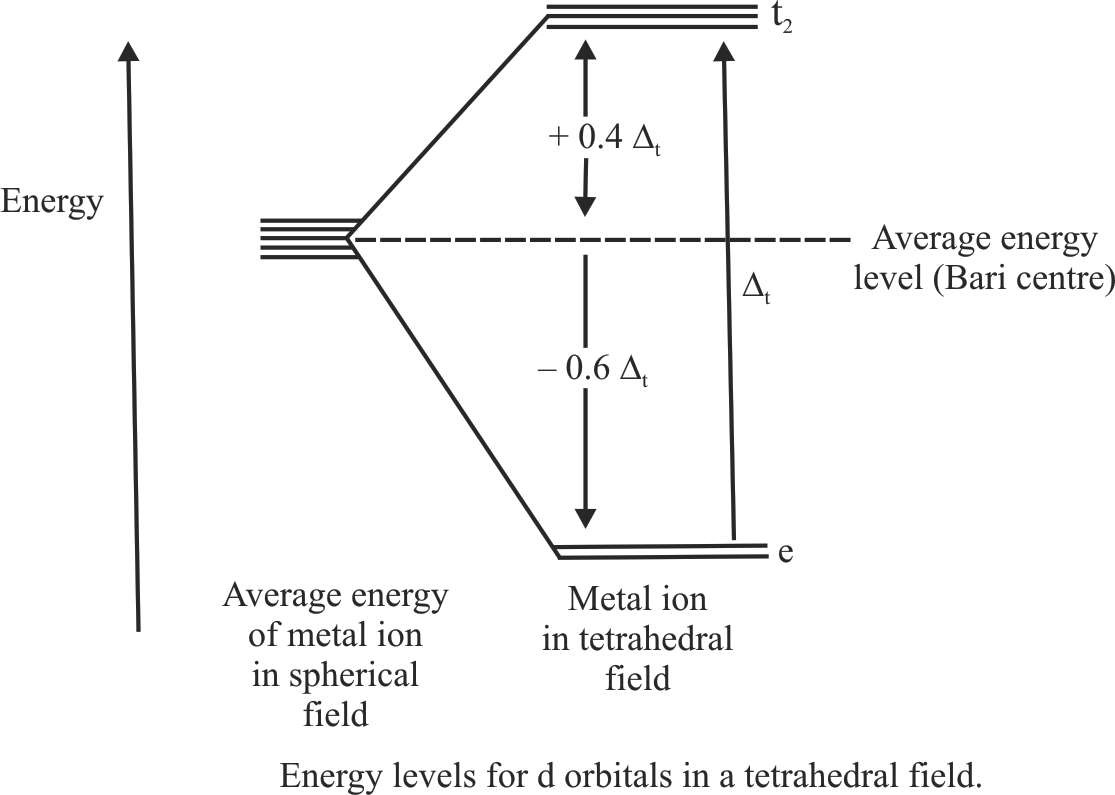 t₂
+ 0.4 Δₜ
Energy
Average energy
level (Bari centre)
Δₜ
– 0.6 Δₜ
e
Average energy
of metal ion
in spherical
field
Metal ion
in tetrahedral
field
Energy levels for d orbitals in a tetrahedral field.